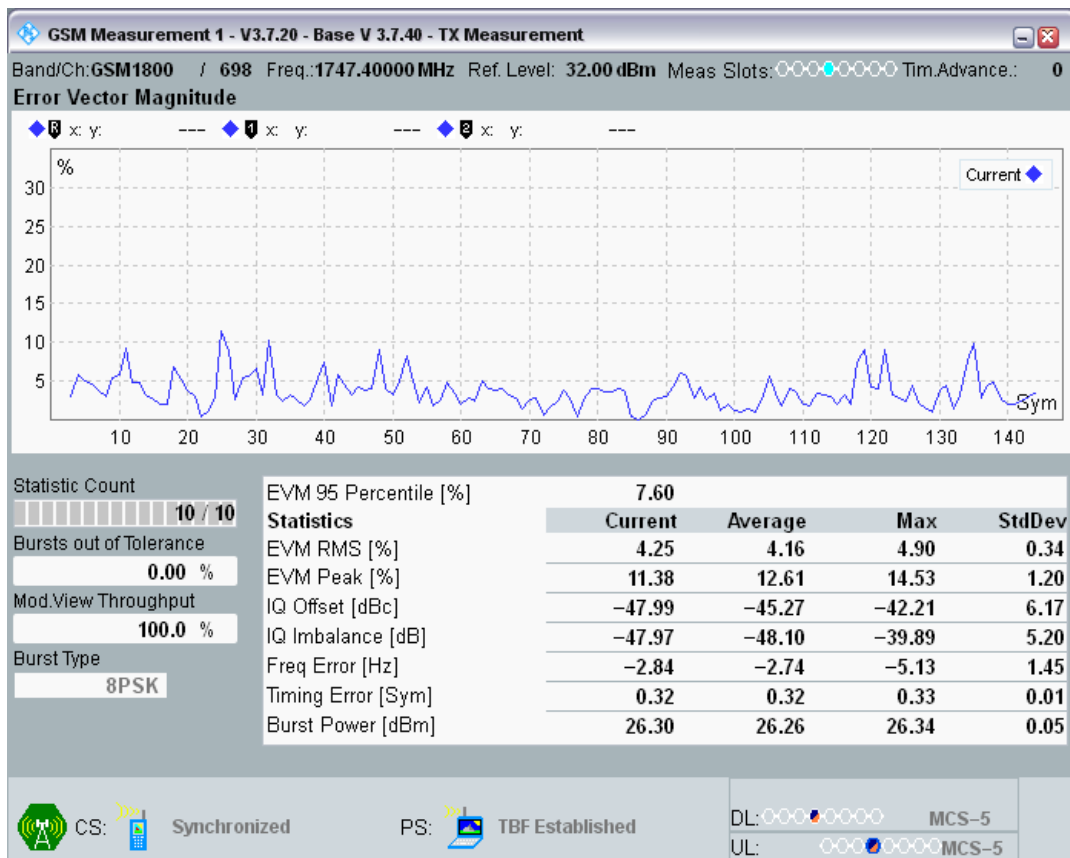 GSM Measurement 1 - V3.7.20 - Base V 3.7.40 - TX Measurement
Band/Ch:GSM1800 / 698 Freq.:1747.40000 MHz Ref. Level: 32.00 dBm Meas Slots: Tim.Advance.: 0
Error Vector Magnitude
R x: y: --- 1 x: y: --- 2 x: y: ---
%
Current
30
25
20
15
10
5
Sym
10 20 30 40 50 60 70 80 90 100 110 120 130 140
Statistic Count
10 / 10
Bursts out of Tolerance
0.00 %
Mod.View Throughput
100.0 %
Burst Type
8PSK
EVM 95 Percentile [%] 7.60
Statistics Current Average Max StdDev
EVM RMS [%] 4.25 4.16 4.90 0.34
EVM Peak [%] 11.38 12.61 14.53 1.20
IQ Offset [dBc] −47.99 −45.27 −42.21 6.17
IQ Imbalance [dB] −47.97 −48.10 −39.89 5.20
Freq Error [Hz] −2.84 −2.74 −5.13 1.45
Timing Error [Sym] 0.32 0.32 0.33 0.01
Burst Power [dBm] 26.30 26.26 26.34 0.05
CS: Synchronized PS: TBF Established
DL: MCS−5
UL: MCS−5